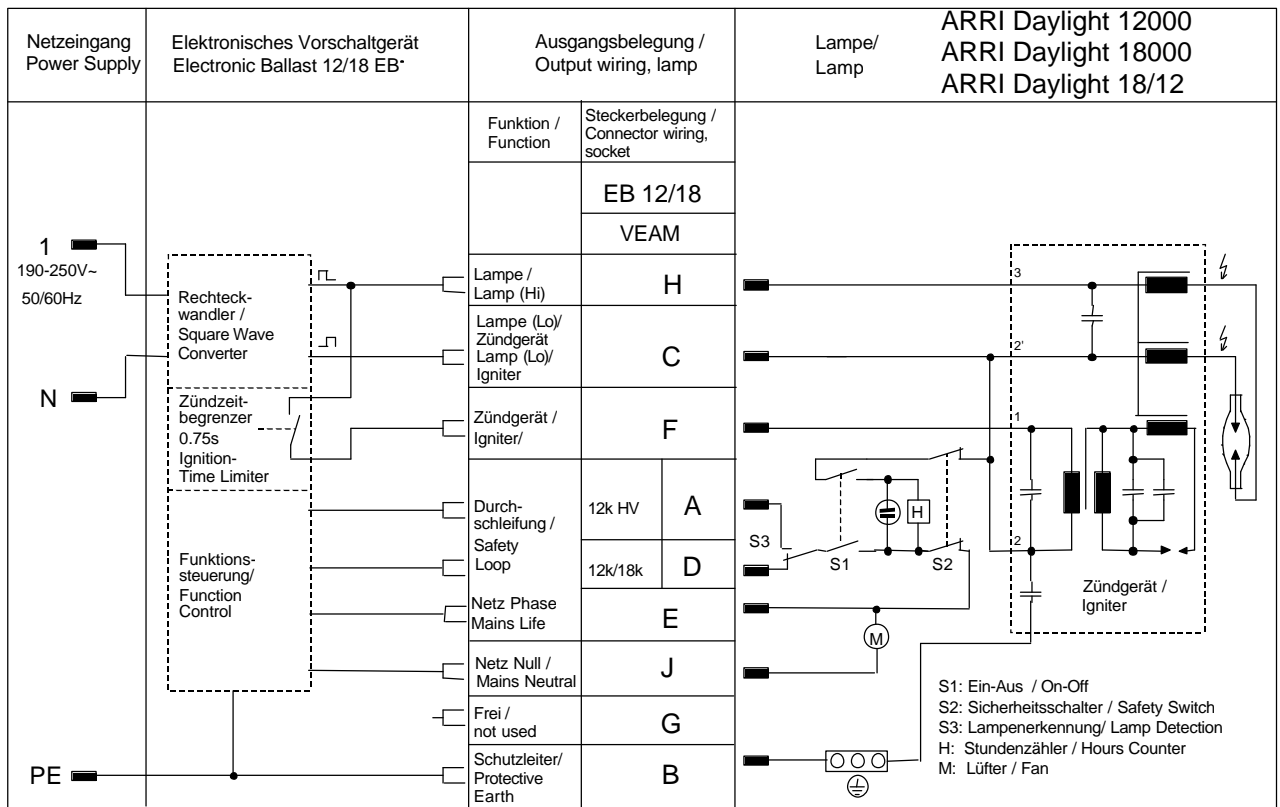 Netzeingang
Power Supply
Elektronisches Vorschaltgerät
Electronic Ballast 12/18 EB
Ausgangsbelegung /
Output wiring, lamp
Lampe/
Lamp
ARRI Daylight 12000
ARRI Daylight 18000
ARRI Daylight 18/12
Funktion /
Function
Steckerbelegung /
Connector wiring,
socket
EB 12/18
VEAM
1
190-250V~
50/60Hz
N
PE
Rechteck-
wandler /
Square Wave
Converter
Zündzeit-
begrenzer
0.75s
Ignition-
Time Limiter
Funktions-
steuerung/
Function
Control
Lampe /
Lamp (Hi)
H
Lampe (Lo)/
Zündgerät
Lamp (Lo)/
Igniter
C
Zündgerät /
Igniter/
F
Durch-
schleifung /
Safety
Loop
12k HV
A
12k/18k
D
Netz Phase
Mains Life
E
Netz Null /
Mains Neutral
J
Frei /
not used
G
Schutzleiter/
Protective
Earth
B
S3
S1
H
S2
M
3
2'
1
2
Zündgerät /
Igniter
S1: Ein-Aus / On-Off
S2: Sicherheitsschalter / Safety Switch
S3: Lampenerkennung/ Lamp Detection
H: Stundenzähler / Hours Counter
M: Lüfter / Fan